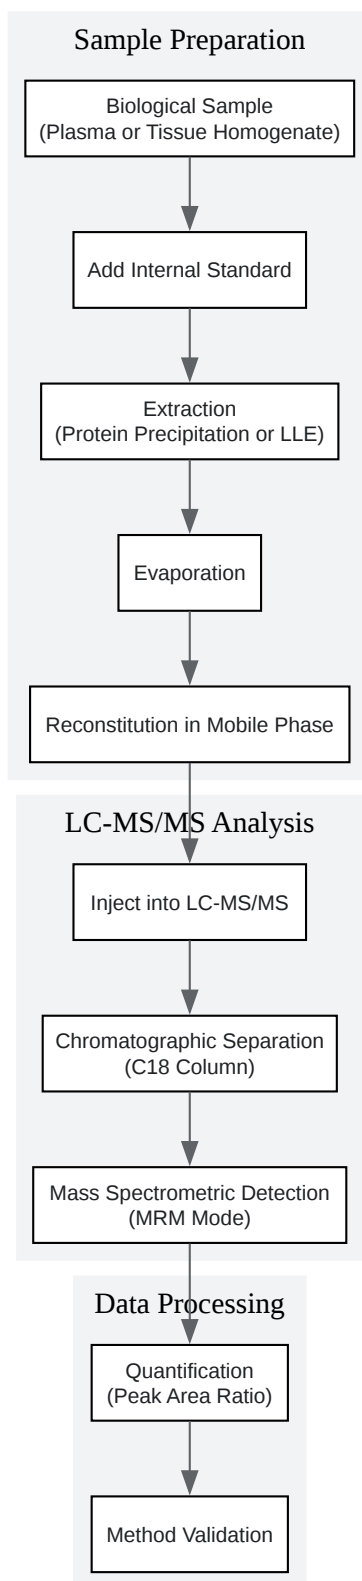 Sample Preparation
Biological Sample
(Plasma or Tissue Homogenate)
Add Internal Standard
Extraction
(Protein Precipitation or LLE)
Evaporation
Reconstitution in Mobile Phase
LC-MS/MS Analysis
Inject into LC-MS/MS
Chromatographic Separation
(C18 Column)
Mass Spectrometric Detection
(MRM Mode)
Data Processing
Quantification
(Peak Area Ratio)
Method Validation